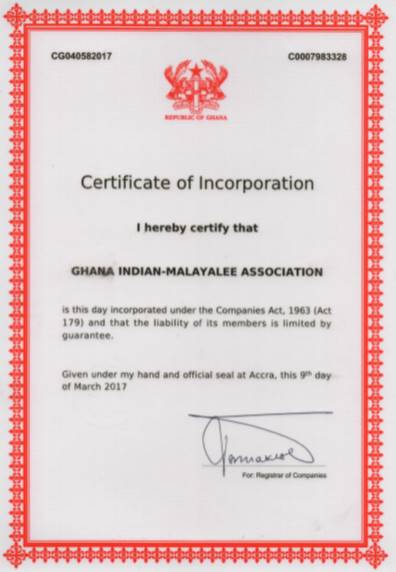 CG040582017
C0007983328
REPUBLIC OF GHANA
Certificate of Incorporation
I hereby certify that
GHANA INDIAN-MALAYALEE ASSOCIATION
is this day incorporated under the Companies Act, 1963 (Act
179) and that the liability of its members is limited by
guarantee.
Given under my hand and official seal at Accra, this 9th day
of March 2017
For: Registrar of Companies